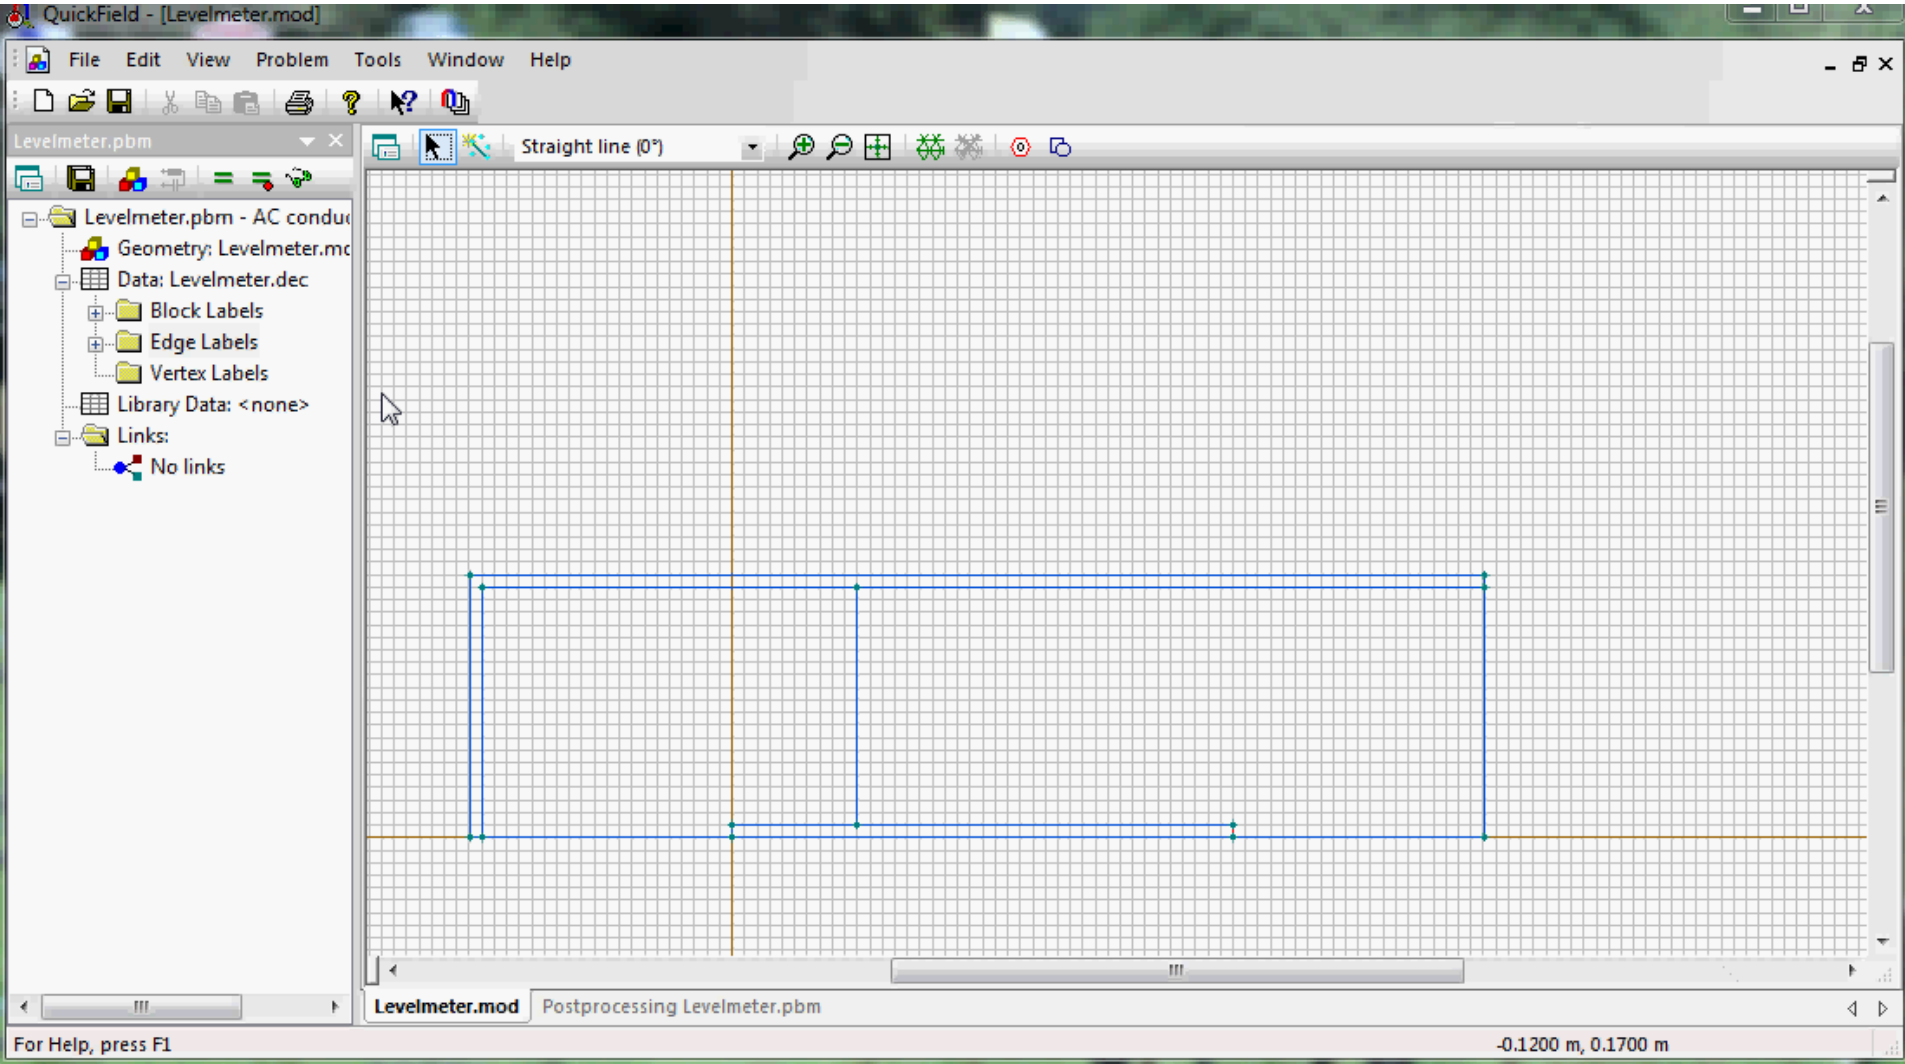 QuickField - [Levelmeter.mod]
File Edit View Problem Tools Window Help
Levelmeter.pbm
Straight line (0°)
Levelmeter.pbm - AC conduc
Geometry: Levelmeter.mo
Data: Levelmeter.dec
Block Labels
Edge Labels
Vertex Labels
Library Data: <none>
Links:
No links
Levelmeter.mod Postprocessing Levelmeter.pbm
For Help, press F1
-0.1200 m, 0.1700 m